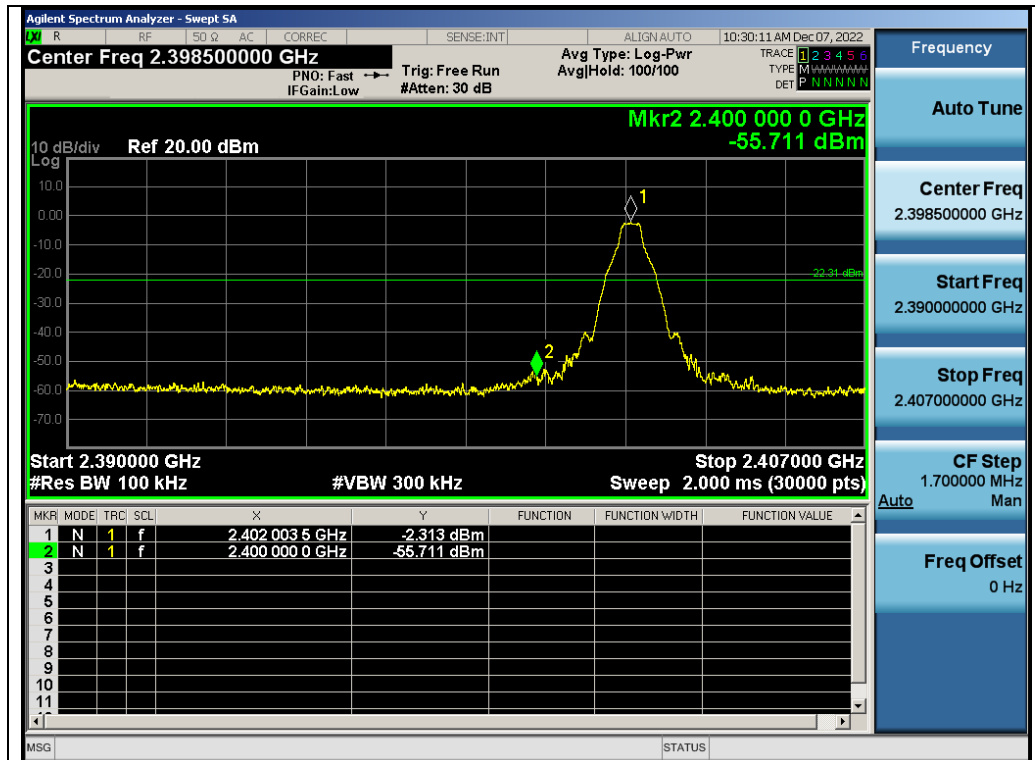 Agilent Spectrum Analyzer - Swept SA
LXI R RF 50 Ω AC CORREC SENSE:INT ALIGN AUTO 10:30:11 AM Dec 07, 2022
Center Freq 2.398500000 GHz
PNO: Fast
IFGain:Low
Trig: Free Run
#Atten: 30 dB
Avg Type: Log-Pwr
Avg|Hold: 100/100
TRACE 1 2 3 4 5 6
TYPE M
DET P N N N N N
Mkr2 2.400 000 0 GHz
-55.711 dBm
10 dB/div Ref 20.00 dBm
Log
10.0
0.00
-10.0
-20.0
-30.0
-40.0
-50.0
-60.0
-70.0
1
2
-22.31 dBm
Start 2.390000 GHz Stop 2.407000 GHz
#Res BW 100 kHz #VBW 300 kHz Sweep 2.000 ms (30000 pts)
MKR MODE TRC SCL X Y FUNCTION FUNCTION WIDTH FUNCTION VALUE
1 N 1 f 2.402 003 5 GHz -2.313 dBm
2 N 1 f 2.400 000 0 GHz -55.711 dBm
3
4
5
6
7
8
9
10
11
MSG STATUS
Frequency
Auto Tune
Center Freq
2.398500000 GHz
Start Freq
2.390000000 GHz
Stop Freq
2.407000000 GHz
CF Step
1.700000 MHz
Auto Man
Freq Offset
0 Hz